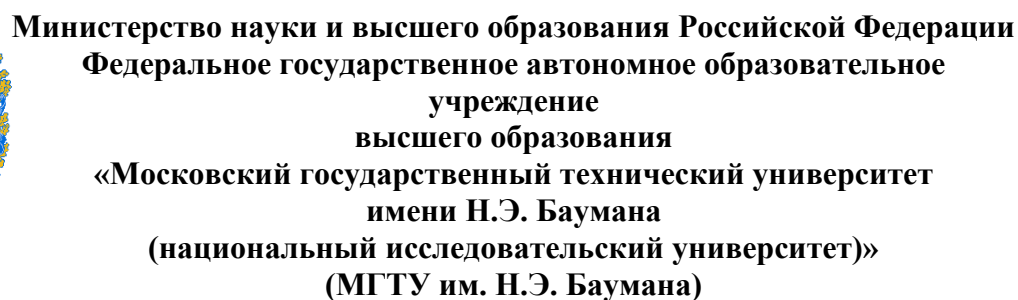 Министерство науки и высшего образования Российской Федерации
Федеральное государственное автономное образовательное
учреждение
высшего образования
«Московский государственный технический университет
имени Н.Э. Баумана
(национальный исследовательский университет)»
(МГТУ им. Н.Э. Баумана)